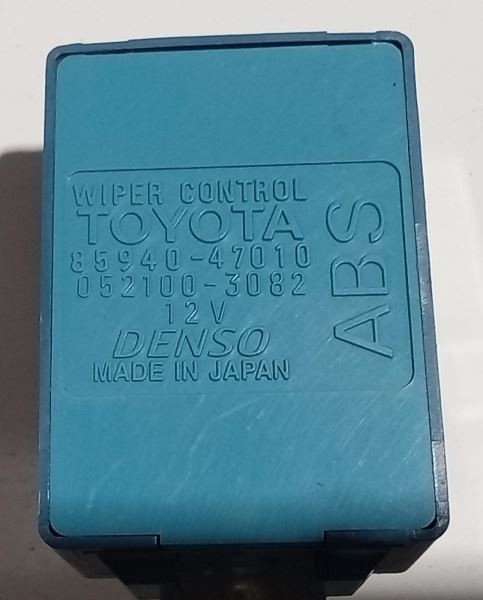 WIPER CONTROL
TOYOTA
85940-47010
052100-3082
12V
DENSO
MADE IN JAPAN
ABS